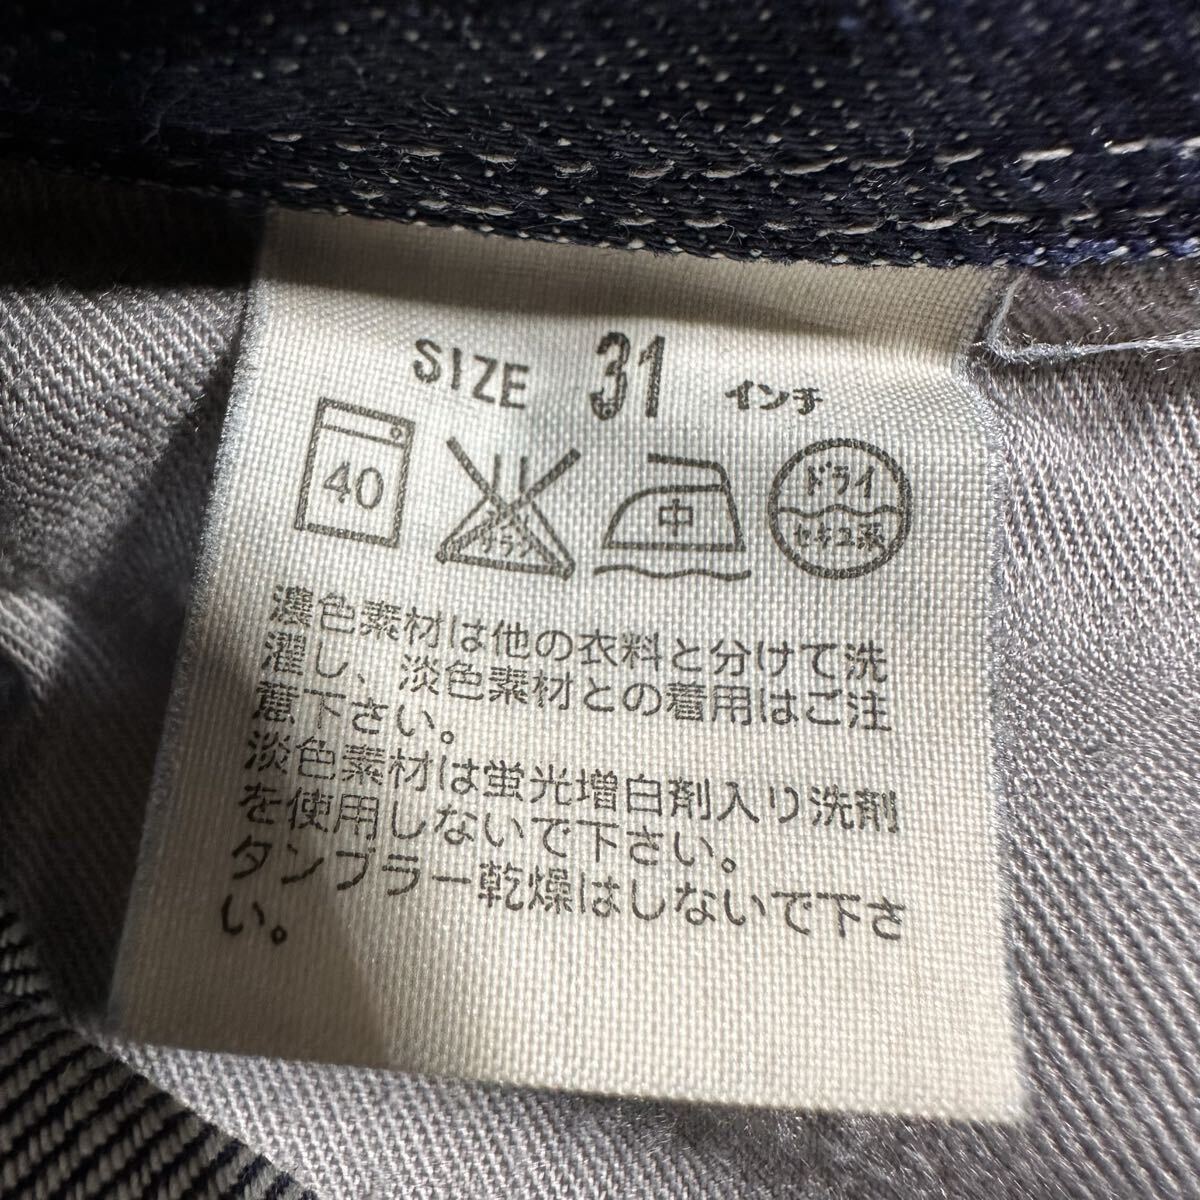 SIZE 31 インチ
40 サラシ 中 ドライ
セキユ系
濃色素材は他の衣料と分けて洗
濯し、淡色素材との着用はご注
意下さい。
淡色素材は蛍光増白剤入り洗剤
を使用しないで下さい。
タンブラー乾燥はしないで下さ
い。